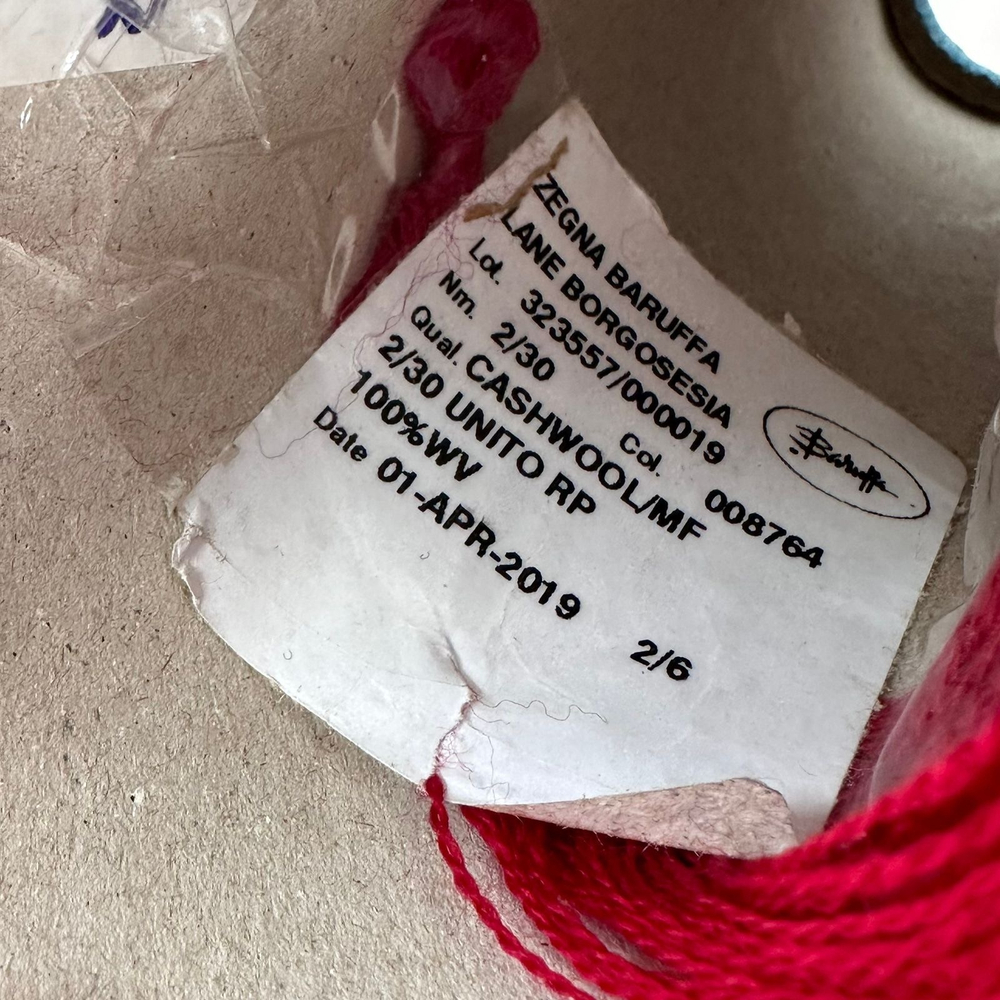 ZEGNA BARUFFA
LANE BORGOSESIA
Lot. 323557/000019
Nm. 2/30 Col. 008764
Qual. CASHWOOL/MF
2/30 UNITO RP
100%WV
Date 01-APR-2019 2/6
Baruffa